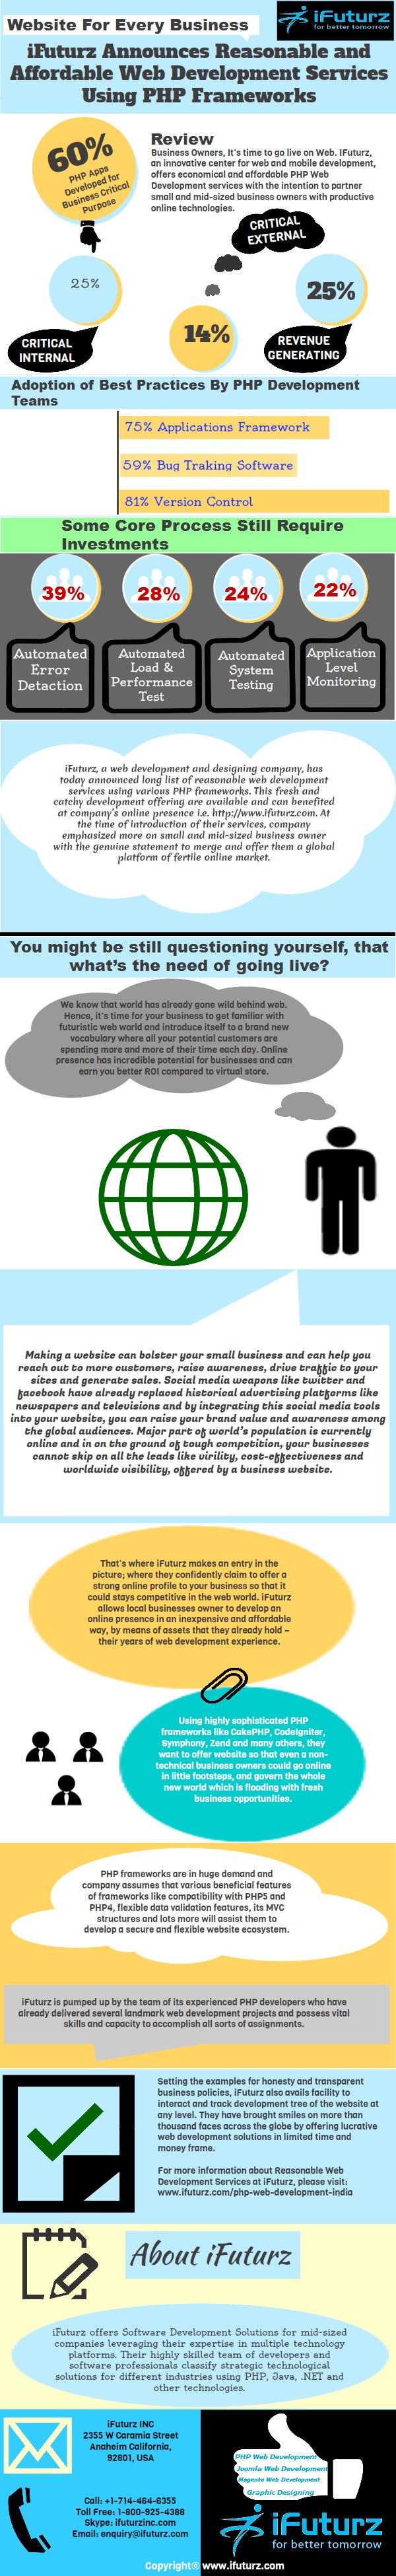 iFuturz
for better tomorrow
Website For Every Business
iFuturz Announces Reasonable and
Affordable Web Development Services
Using PHP Frameworks
60%
PHP Apps
Developed for
Business Critical
Purpose
Review
Business Owners, It's time to go live on Web. IFuturz,
an innovative center for web and mobile development,
offers economical and affordable PHP Web
Development services with the intention to partner
small and mid-sized business owners with productive
online technologies.
CRITICAL
EXTERNAL
25%
25%
14%
CRITICAL
INTERNAL
REVENUE
GENERATING
Adoption of Best Practices By PHP Development
Teams
75% Applications Framework
59% Bug Traking Software
81% Version Control
Some Core Process Still Require
Investments
39%
28%
24%
22%
Automated
Error
Detaction
Automated
Load &
Performance
Test
Automated
System
Testing
Application
Level
Monitoring
iFuturz, a web development and designing company, has
today announced long list of reasonable web development
services using various PHP frameworks. This fresh and
catchy development offering are available and can benefited
at company's online presence i.e. http://www.ifuturz.com. At
the time of introduction of their services, company
emphasized more on small and mid-sized business owner
with the genuine statement to merge and offer them a global
platform of fertile online market.
You might be still questioning yourself, that
what's the need of going live?
We know that world has already gone wild behind web.
Hence, it's time for your business to get familiar with
futuristic web world and introduce itself to a brand new
vocabulary where all your potential customers are
spending more and more of their time each day. Online
presence has incredible potential for businesses and can
earn you better ROI compared to virtual store.
Making a website can bolster your small business and can help you
reach out to more customers, raise awareness, drive traffic to your
sites and generate sales. Social media weapons like twitter and
facebook have already replaced historical advertising platforms like
newspapers and televisions and by integrating this social media tools
into your website, you can raise your brand value and awareness among
the global audiences. Major part of world's population is currently
online and in on the ground of tough competition, your businesses
cannot skip on all the leads like virility, cost-effectiveness and
worldwide visibility, offered by a business website.
That's where iFuturz makes an entry in the
picture; where they confidently claim to offer a
strong online profile to your business so that it
could stays competitive in the web world. iFuturz
allows local businesses owner to develop an
online presence in an inexpensive and affordable
way, by means of assets that they already hold –
their years of web development experience.
Using highly sophisticated PHP
frameworks like CakePHP, CodeIgniter,
Symphony, Zend and many others, they
want to offer website so that even a non-
technical business owners could go online
in little footsteps, and govern the whole
new world which is flooding with fresh
business opportunities.
PHP frameworks are in huge demand and
company assumes that various beneficial features
of frameworks like compatibility with PHP5 and
PHP4, flexible data validation features, its MVC
structures and lots more will assist them to
develop a secure and flexible website ecosystem.
iFuturz is pumped up by the team of its experienced PHP developers who have
already delivered several landmark web development projects and possess vital
skills and capacity to accomplish all sorts of assignments.
Setting the examples for honesty and transparent
business policies, iFuturz also avails facility to
interact and track development tree of the website at
any level. They have brought smiles on more than
thousand faces across the globe by offering lucrative
web development solutions in limited time and
money frame.
For more information about Reasonable Web
Development Services at iFuturz, please visit:
www.ifuturz.com/php-web-development-india
About iFuturz
iFuturz offers Software Development Solutions for mid-sized
companies leveraging their expertise in multiple technology
platforms. Their highly skilled team of developers and
software professionals classify strategic technological
solutions for different industries using PHP, Java, .NET and
other technologies.
iFuturz INC
2355 W Caramia Street
Anaheim California,
92801, USA
Call: +1-714-464-6355
Toll Free: 1-800-925-4388
Skype: ifuturzinc.com
Email: enquiry@ifuturz.com
PHP Web Development
Joomla Web Development
Magento Web Development
Graphic Designing
iFuturz
for better tomorrow
Copyright© www.ifuturz.com